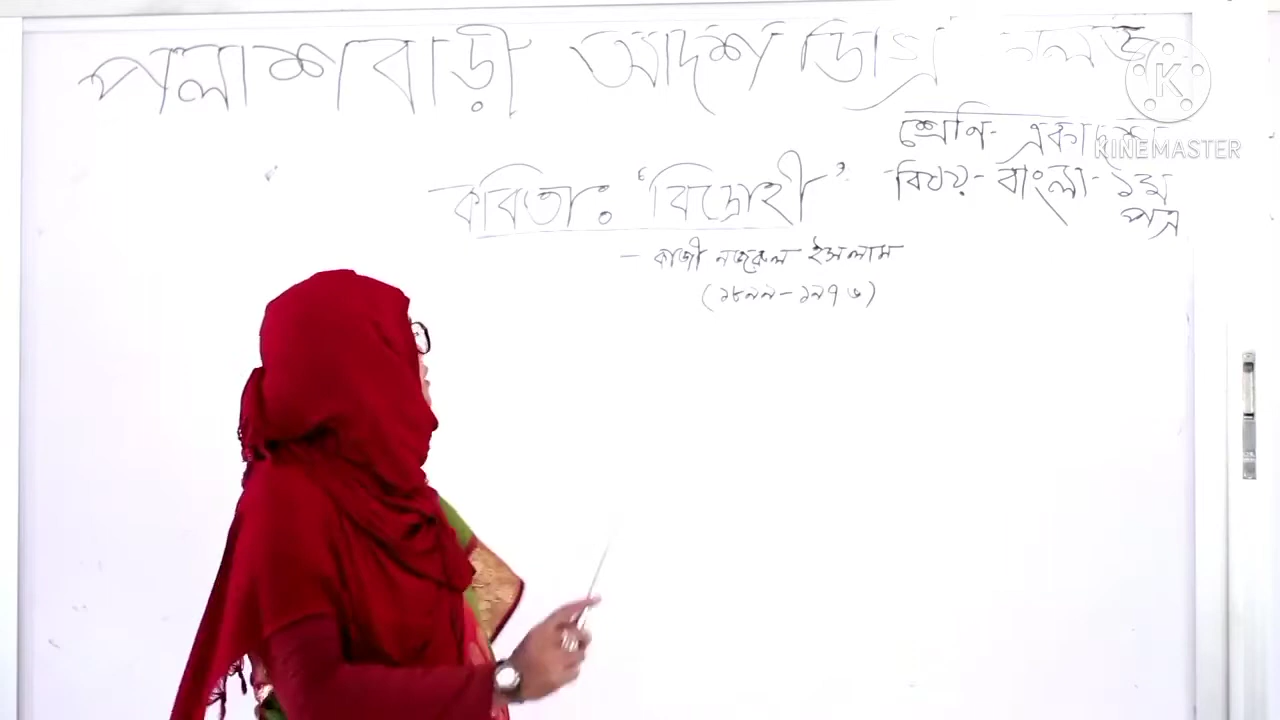 পলাশবাড়ী আদর্শ ডিগ্রি কলেজ
KINEMASTER
শ্রেণি- একাদশ
কবিতা: 'বিদ্রোহী'
বিষয়- বাংলা- ১ম
পত্র
- কাজী নজরুল ইসলাম
(১৮৯৯-১৯৭৬)